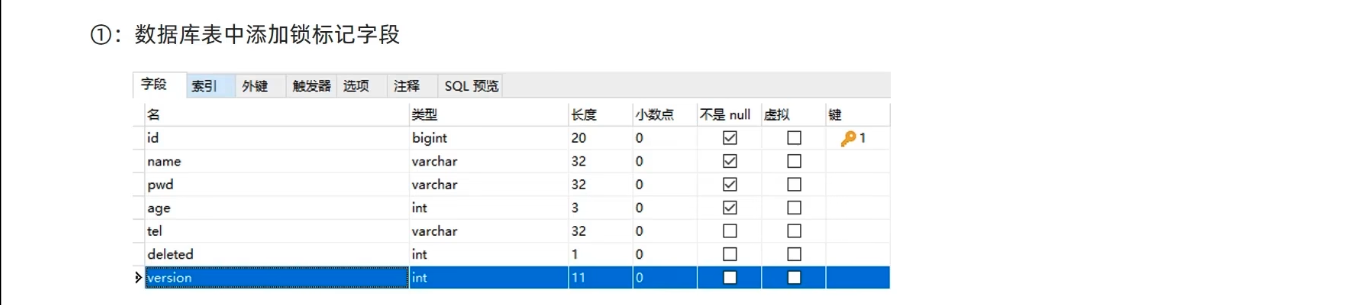 ①：数据库表中添加锁标记字段
字段 索引 外键 触发器 选项 注释 SQL 预览
名 类型 长度 小数点 不是 null 虚拟 键
id bigint 20 0 1
name varchar 32 0
pwd varchar 32 0
age int 3 0
tel varchar 32 0
deleted int 1 0
version int 11 0